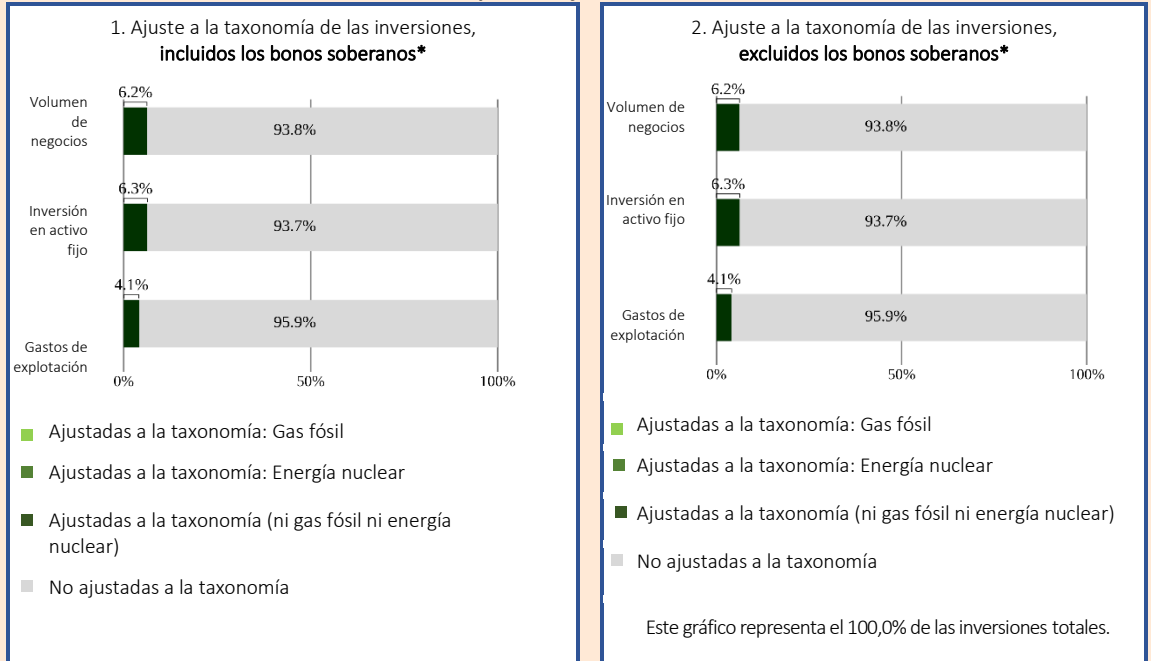 1. Ajuste a la taxonomía de las inversiones,
incluidos los bonos soberanos*
6.2%
Volumen
de
negocios
93.8%
6.3%
Inversión
en activo
fijo
93.7%
4.1%
95.9%
Gastos de
explotación
0%
50%
100%
Ajustadas a la taxonomía: Gas fósil
Ajustadas a la taxonomía: Energía nuclear
Ajustadas a la taxonomía (ni gas fósil ni energía
nuclear)
No ajustadas a la taxonomía
2. Ajuste a la taxonomía de las inversiones,
excluidos los bonos soberanos*
6.2%
Volumen de
negocios
93.8%
6.3%
Inversión en
activo fijo
93.7%
4.1%
Gastos de
explotación
95.9%
0%
50%
100%
Ajustadas a la taxonomía: Gas fósil
Ajustadas a la taxonomía: Energía nuclear
Ajustadas a la taxonomía (ni gas fósil ni energía nuclear)
No ajustadas a la taxonomía
Este gráfico representa el 100,0% de las inversiones totales.